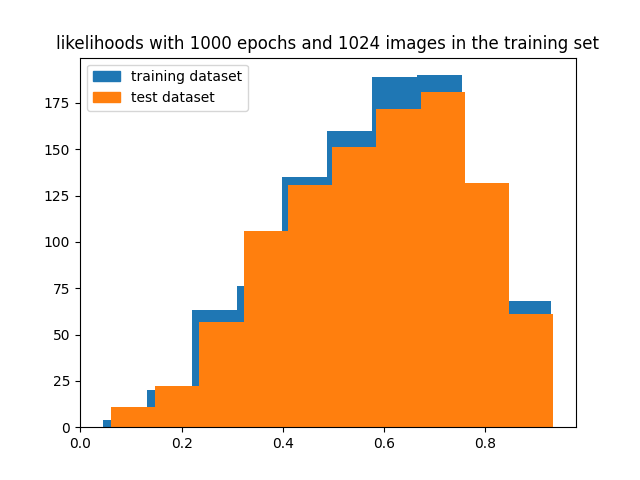 likelihoods with 1000 epochs and 1024 images in the training set
training dataset
test dataset
175
150
125
100
75
50
25
0
0.0 0.2 0.4 0.6 0.8